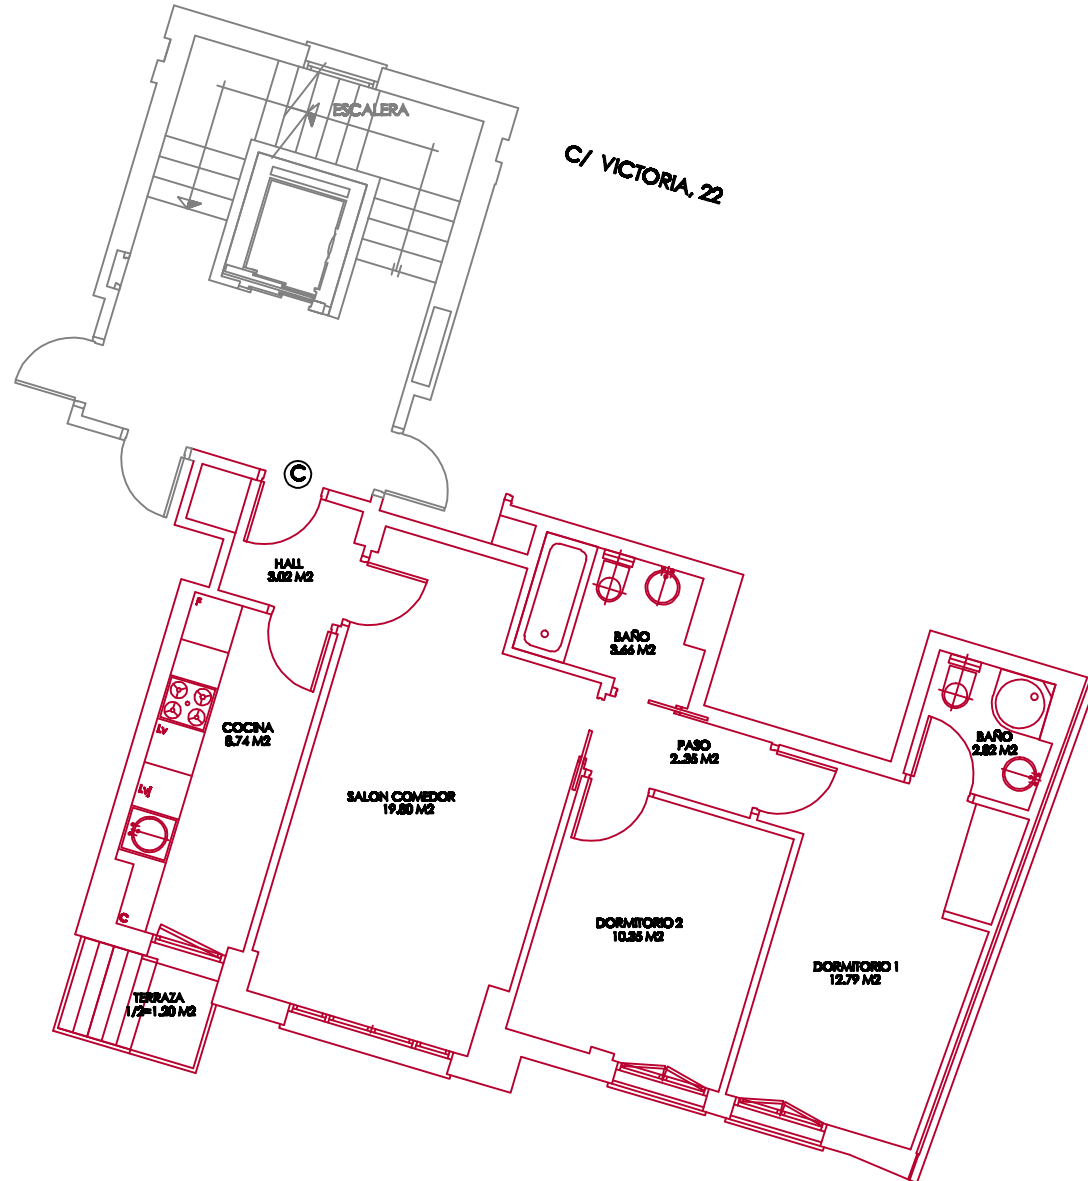 ESCALERA
C/ VICTORIA, 22
C
HALL
3.02 M2
F
BAÑO
3.66 M2
COCINA
8.74 M2
LV
PASO
2.35 M2
BAÑO
2.82 M2
SALON COMEDOR
19.80 M2
C
DORMITORIO 2
10.35 M2
DORMITORIO 1
12.79 M2
TERRAZA
1/2=1.20 M2